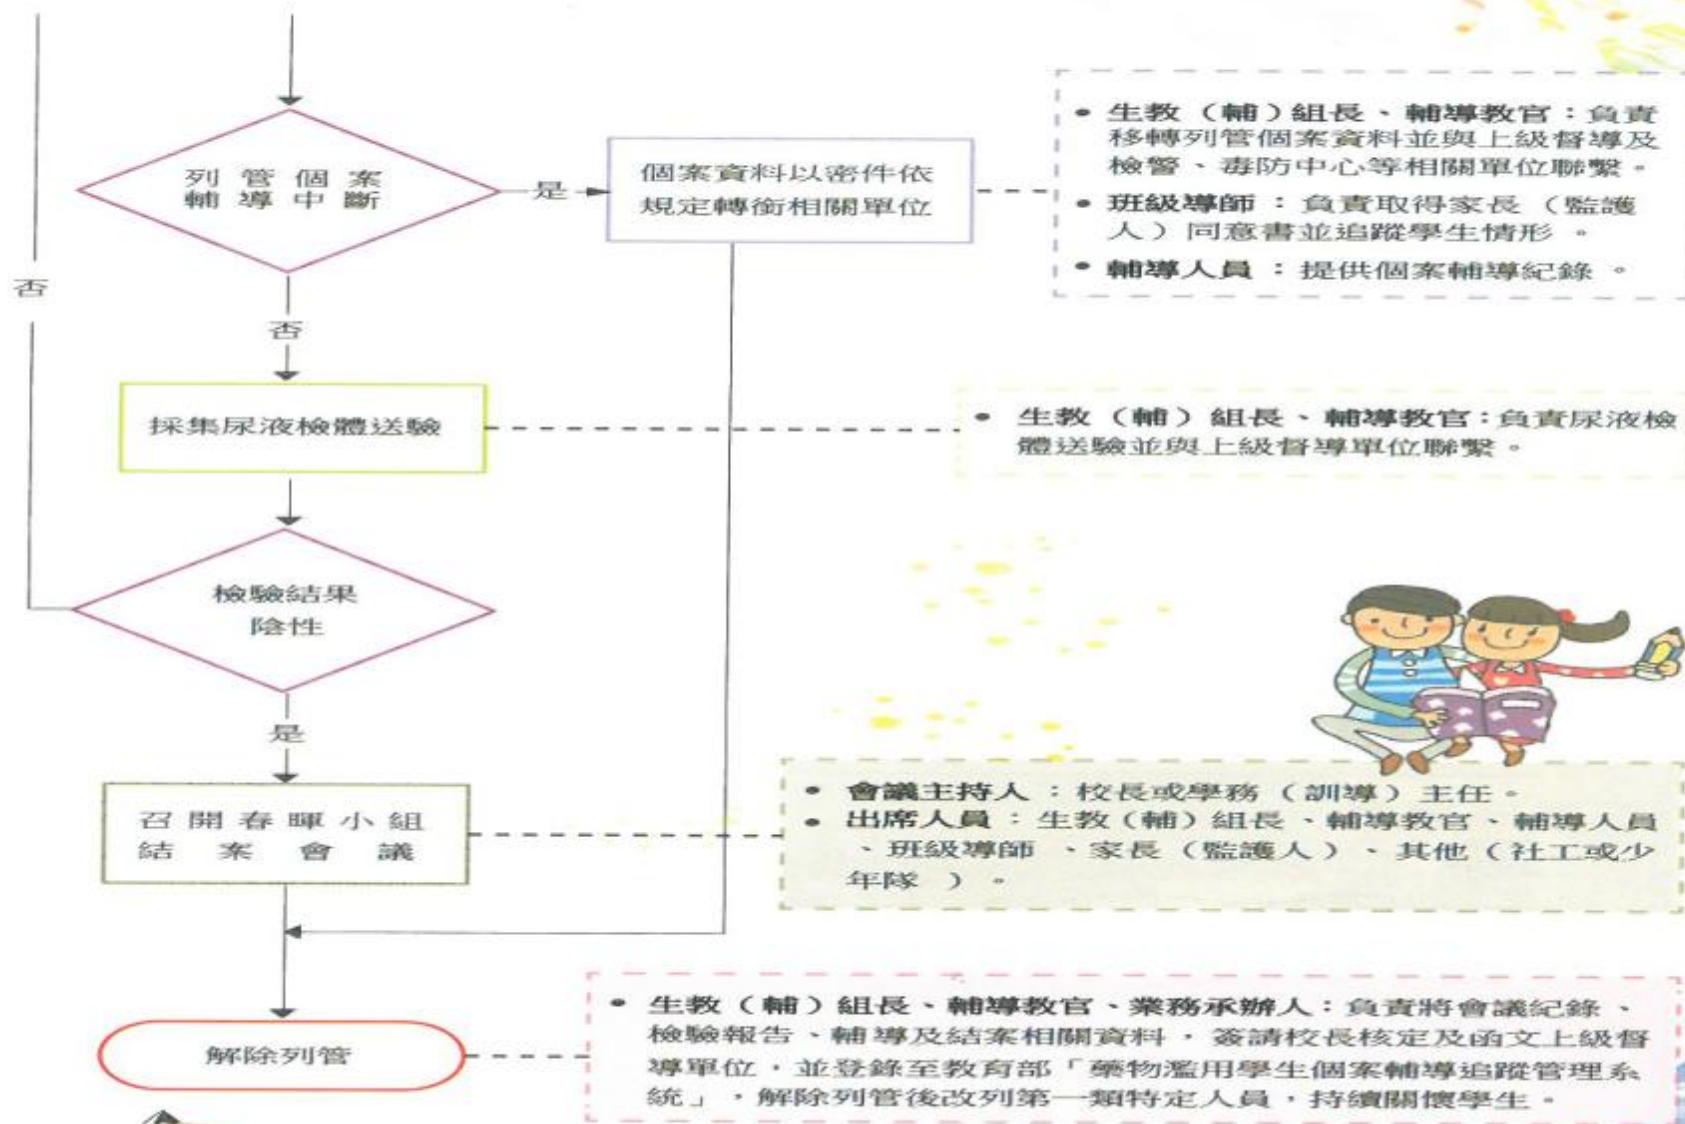 列管個案
輔導中斷
是
個案資料以密件依
規定轉銜相關單位
• 生教（輔）組長、輔導教官：負責
移轉列管個案資料並與上級督導及
檢警、毒防中心等相關單位聯繫。
• 班級導師：負責取得家長（監護
人）同意書並追蹤學生情形。
• 輔導人員：提供個案輔導紀錄。
否
否
採集尿液檢體送驗
• 生教（輔）組長、輔導教官：負責尿液檢
體送驗並與上級督導單位聯繫。
檢驗結果
陰性
是
召開春暉小組
結案會議
• 會議主持人：校長或學務（訓導）主任。
• 出席人員：生教（輔）組長、輔導教官、輔導人員
、班級導師、家長（監護人）、其他（社工或少
年隊）。
解除列管
• 生教（輔）組長、輔導教官、業務承辦人：負責將會議紀錄、
檢驗報告、輔導及結案相關資料，簽請校長核定及函文上級督
導單位，並登錄至教育部「藥物濫用學生個案輔導追蹤管理系
統」，解除列管後改列第一類特定人員，持續關懷學生。